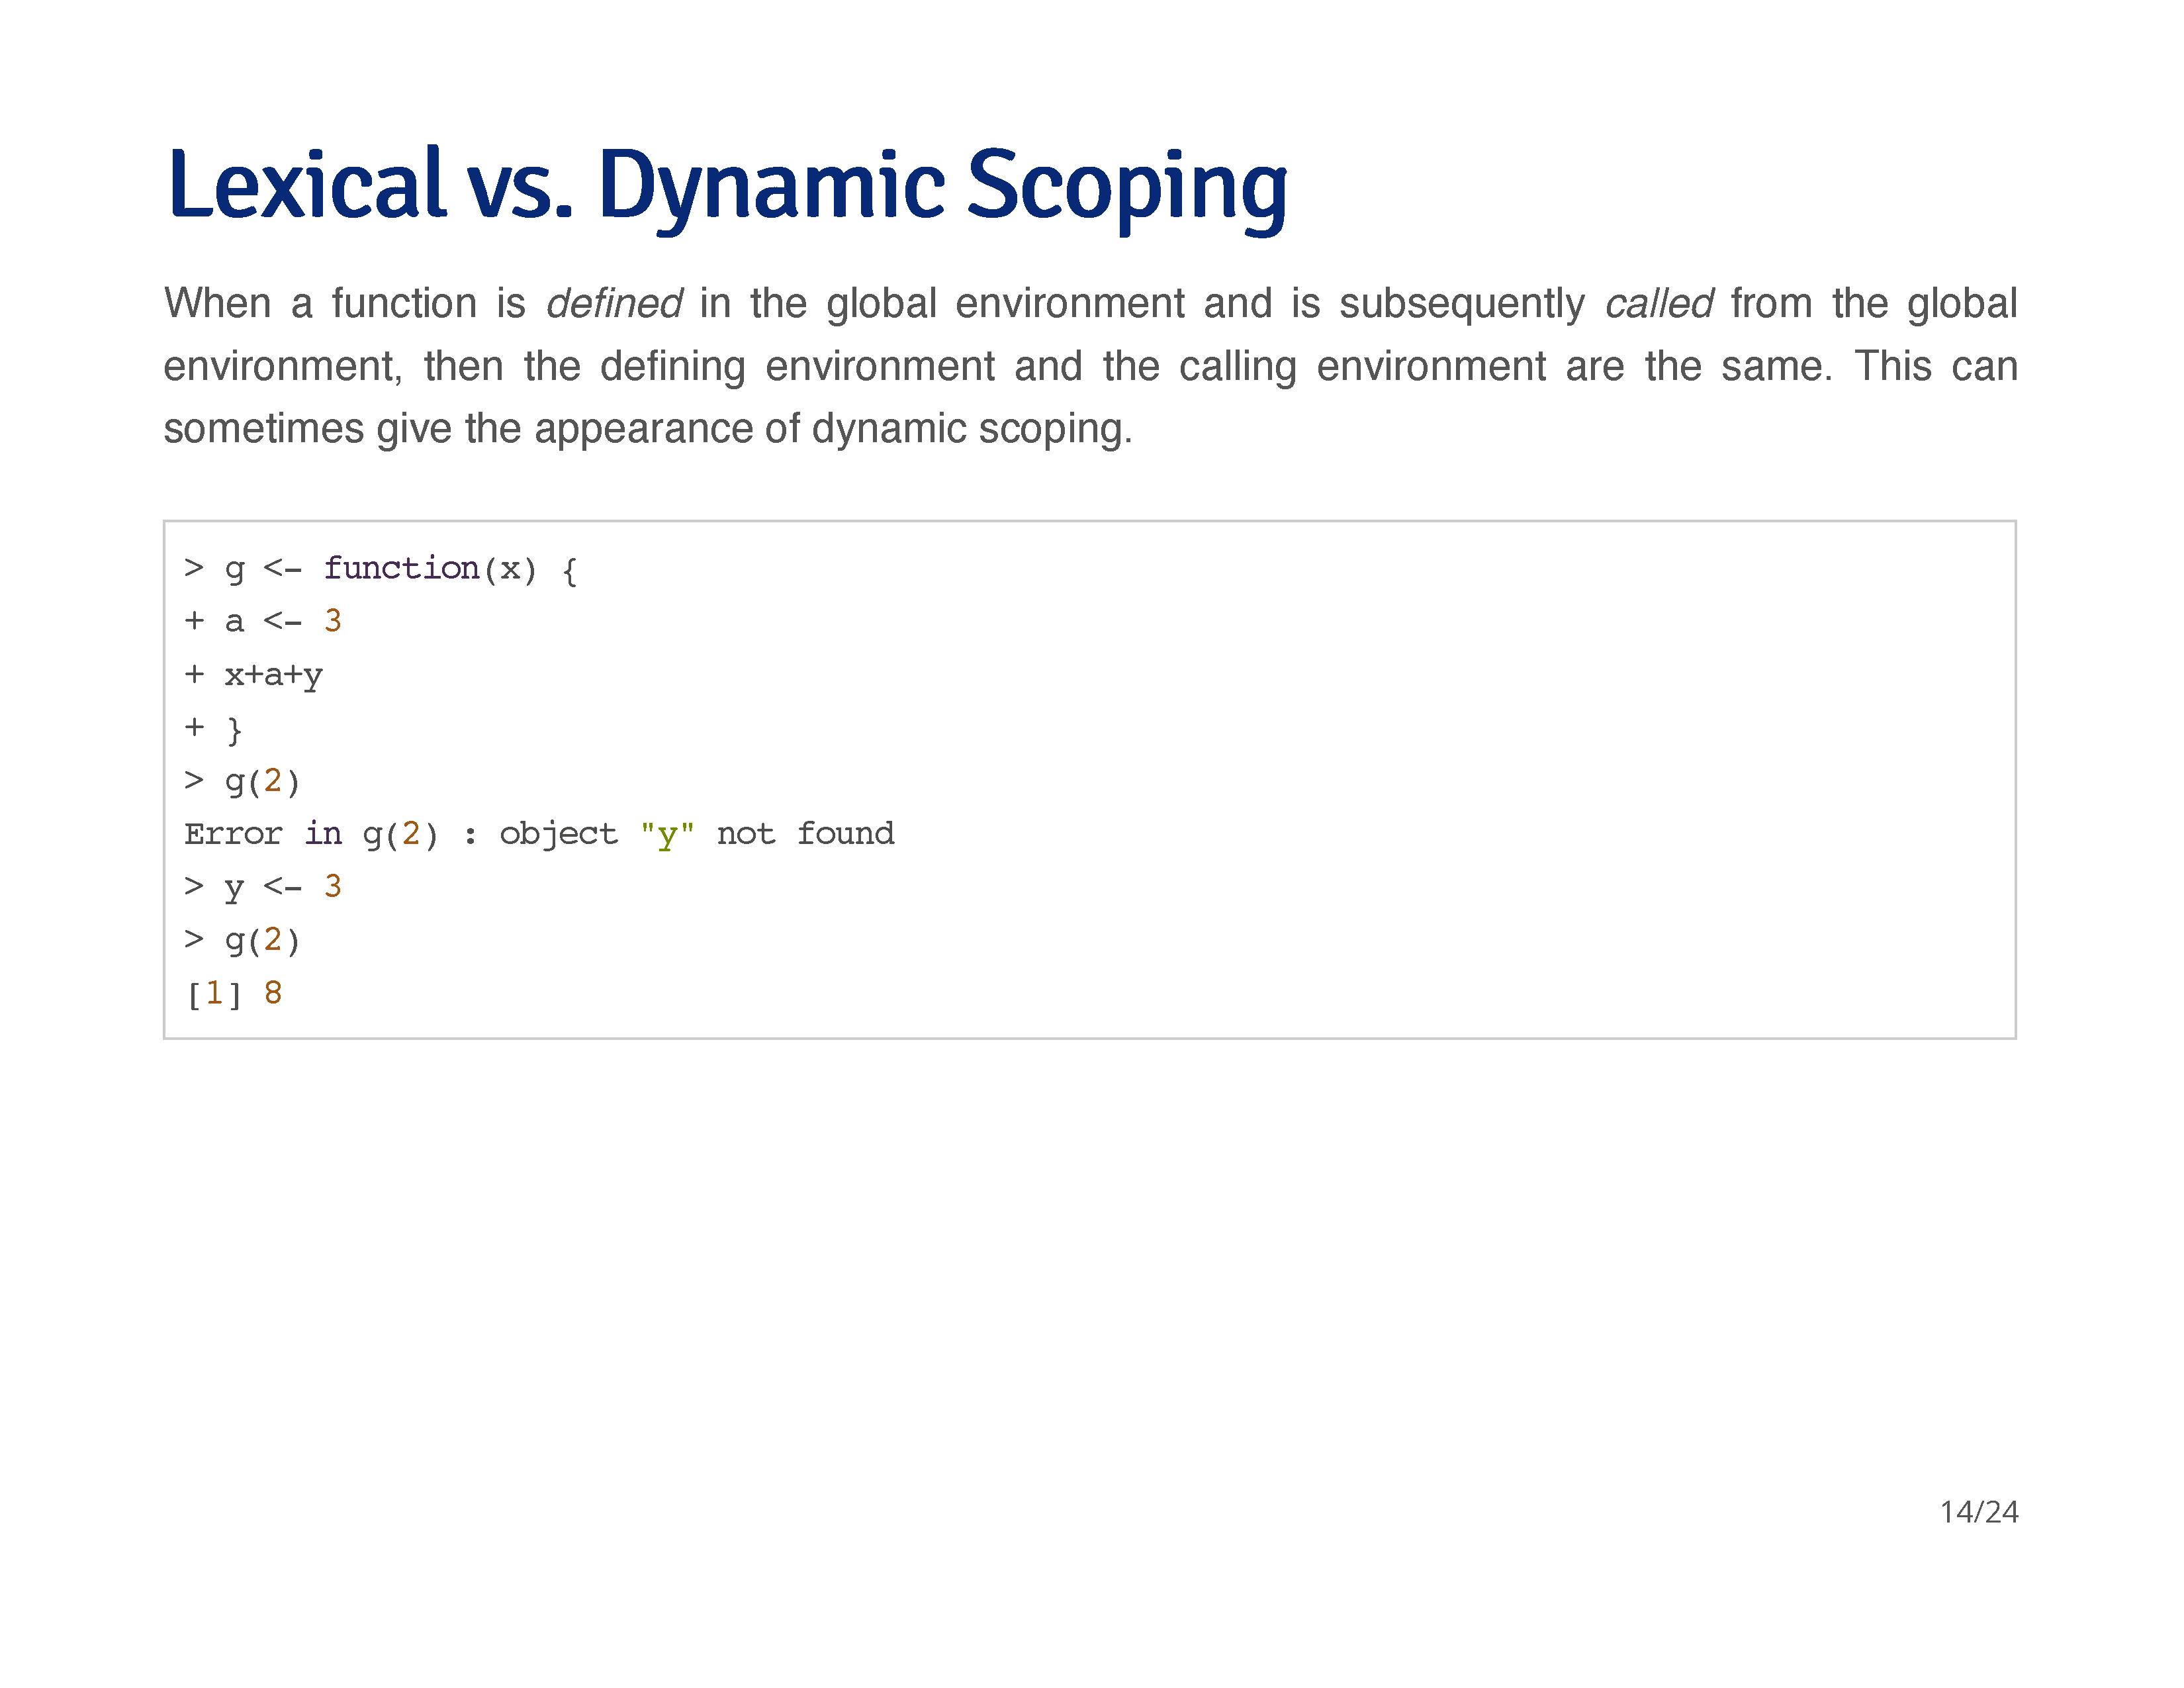 Lexical vs. Dynamic Scoping
When a function is defined in the global environment and is subsequently called from the global
environment, then the defining environment and the calling environment are the same. This can
sometimes give the appearance of dynamic scoping.
> g <- function(x) {
+ a <- 3
+ x+a+y
+ }
> g(2)
Error in g(2) : object "y" not found
> y <- 3
> g(2)
[1] 8
14/24